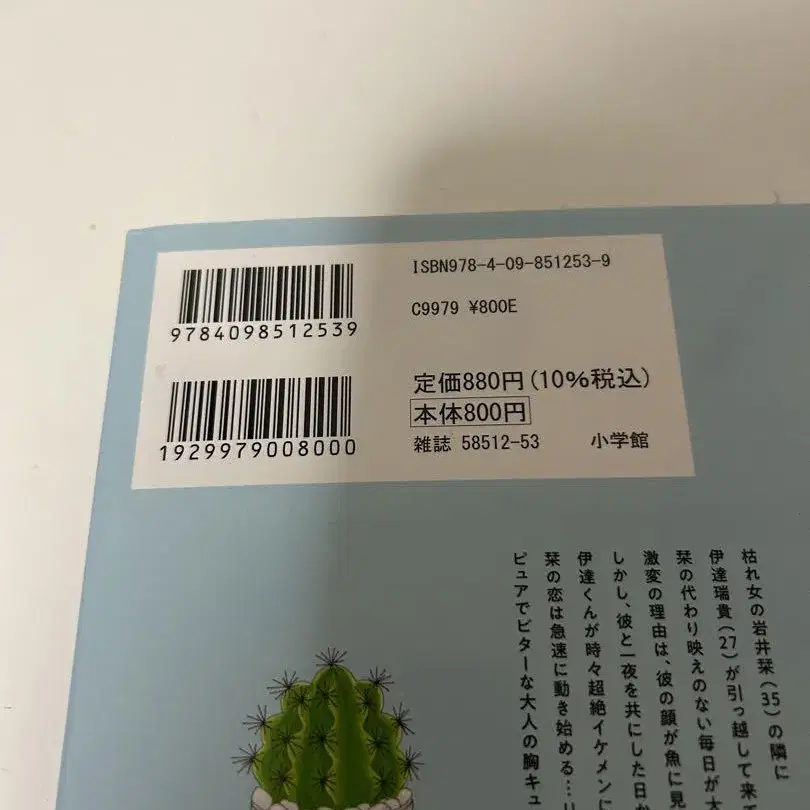 9784098512539
1929979008000
ISBN978-4-09-851253-9
C9979 ¥800E
定価880円(10%税込)
本体800円
雑誌 58512-53 小学館
枯れ女の岩井栞(35)の隣に
伊達瑞貴(27)が引っ越して来て
栞の代わり映えのない毎日が
激変の理由は、彼の顔が魚に見
しかし、彼と一夜を共にした日か
伊達くんが時々超絶イケメンに
栞の恋は急速に動き始める…
ピュアでビターな大人の胸キュ